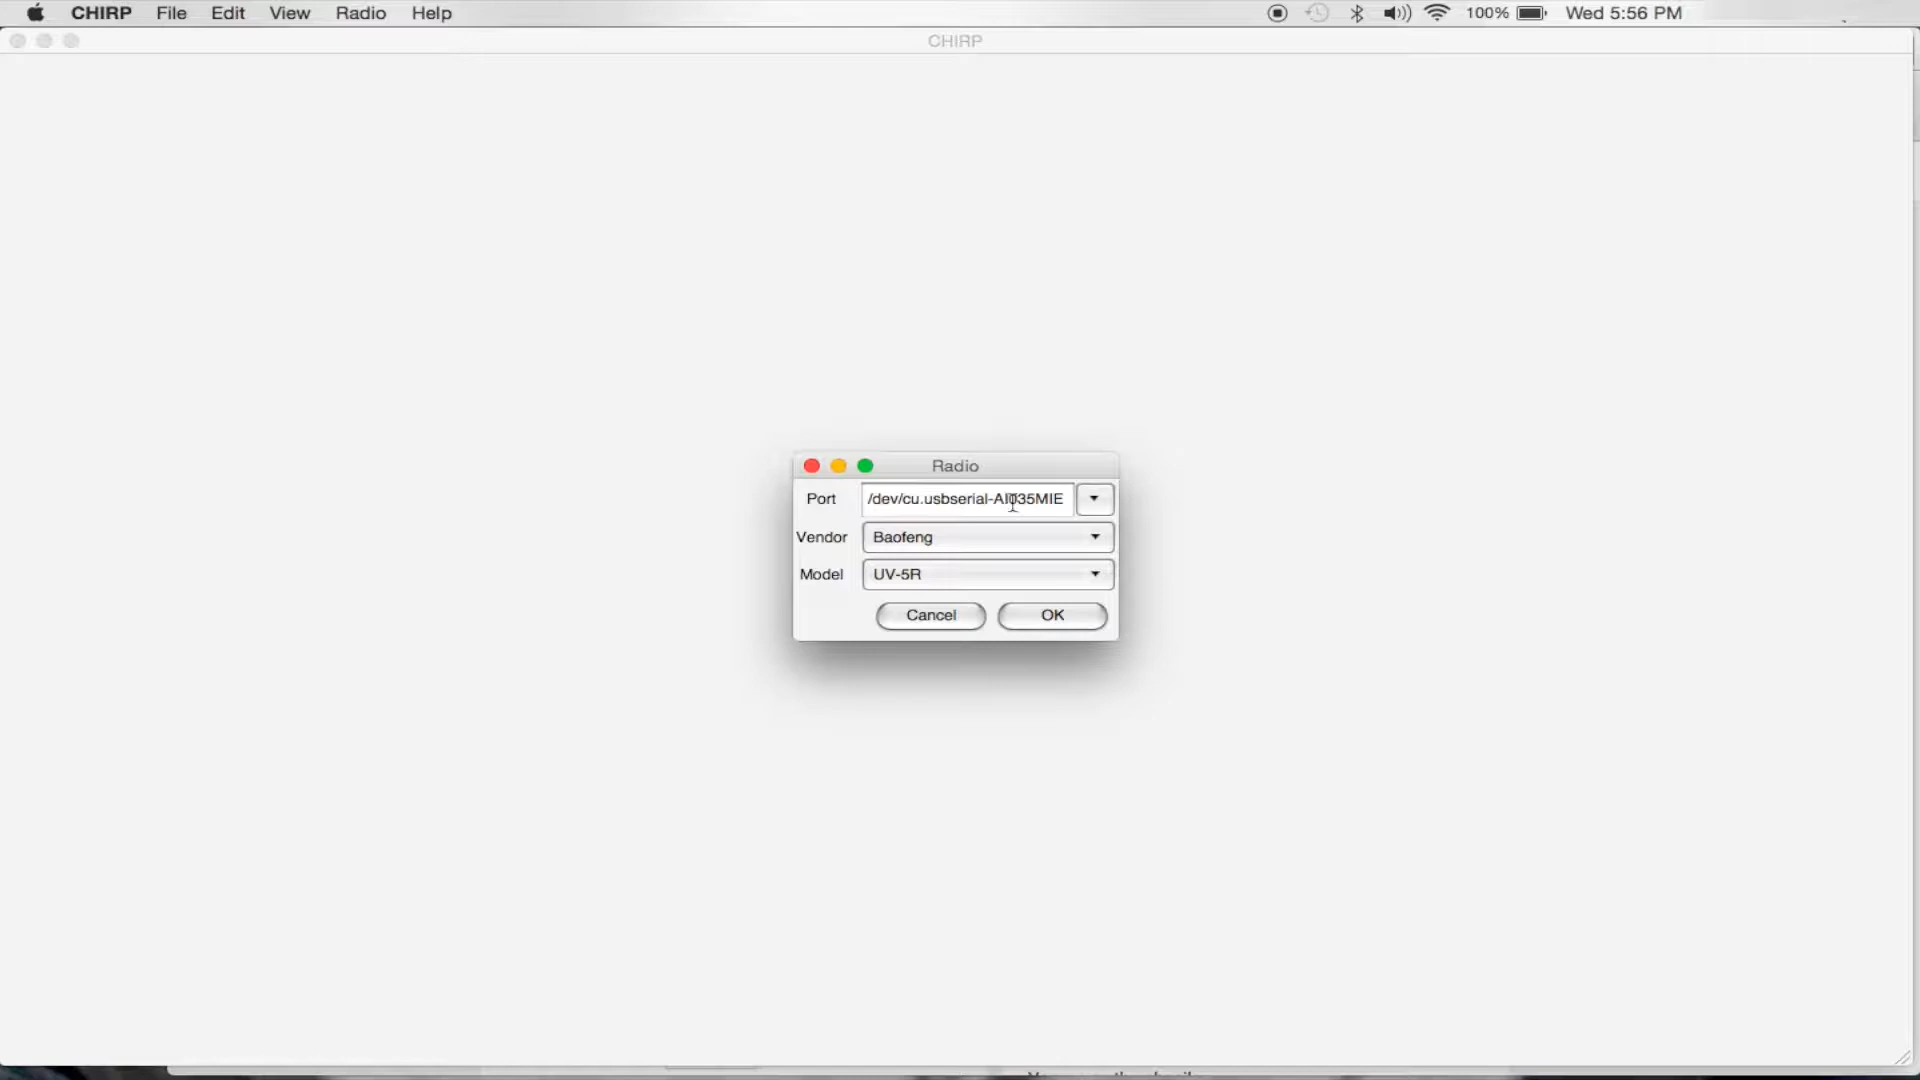 CHIRP File Edit View Radio Help 100% Wed 5:56 PM
CHIRP
Radio
Port
Vendor Baofeng
Model UV-5R
Cancel OK